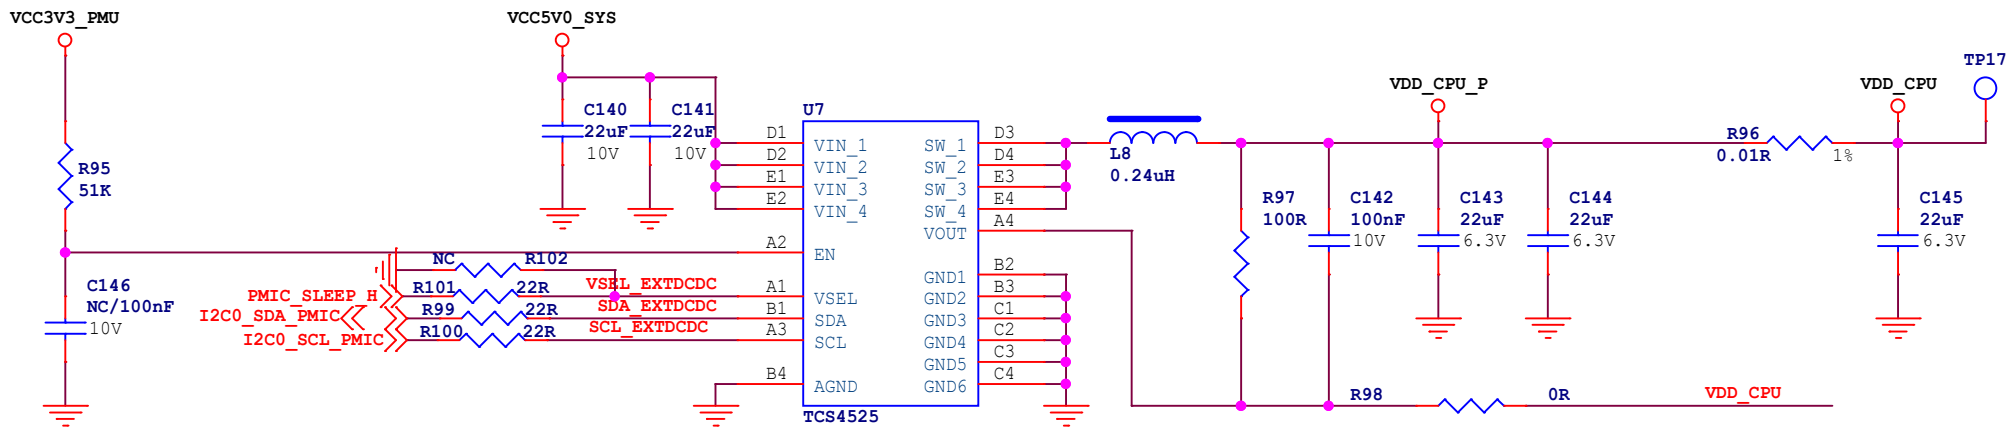 VCC3V3_PMU
VCC5V0_SYS
TP17
VDD_CPU_P
VDD_CPU
C140
22uF
10V
C141
22uF
10V
U7
D1
D2
E1
E2
A2
A1
B1
A3
B4
VIN_1
VIN_2
VIN_3
VIN_4
EN
VSEL
SDA
SCL
AGND
SW_1
SW_2
SW_3
SW_4
VOUT
GND1
GND2
GND3
GND4
GND5
GND6
D3
D4
E3
E4
A4
B2
B3
C1
C2
C3
C4
TCS4525
L8
0.24uH
R96
0.01R
1%
R95
51K
R97
100R
C142
100nF
10V
C143
22uF
6.3V
C144
22uF
6.3V
C145
22uF
6.3V
C146
NC/100nF
10V
NC
R102
PMIC_SLEEP_H
R101
22R
VSEL_EXTDCDC
I2C0_SDA_PMIC
R99
22R
SDA_EXTDCDC
I2C0_SCL_PMIC
R100
22R
SCL_EXTDCDC
R98
0R
VDD_CPU